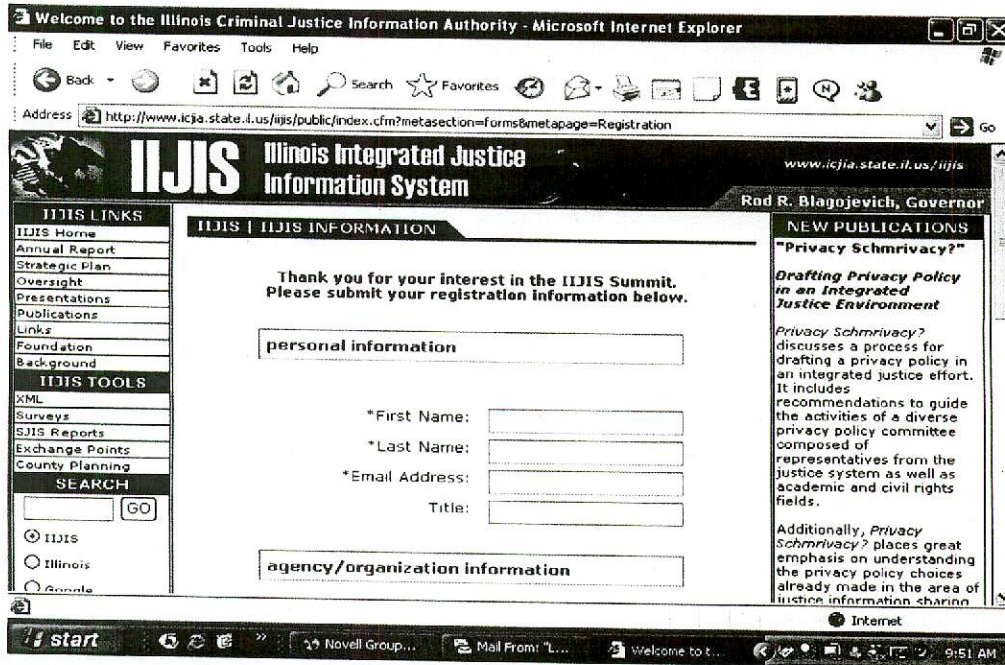 Welcome to the Illinois Criminal Justice Information Authority - Microsoft Internet Explorer
File Edit View Favorites Tools Help
Back Search Favorites
Address http://www.icjia.state.il.us/iijis/public/index.cfm?metasection=forms&metapage=Registration Go
IIJIS Illinois Integrated Justice
Information System
www.icjia.state.il.us/iijis
Rod R. Blagojevich, Governor
IIJIS LINKS
IIJIS Home
Annual Report
Strategic Plan
Oversight
Presentations
Publications
Links
Foundation
Background
IIJIS TOOLS
XML
Surveys
SJIS Reports
Exchange Points
County Planning
SEARCH
GO
IIJIS
Illinois
Google
IIJIS | IIJIS INFORMATION
Thank you for your interest in the IIJIS Summit.
Please submit your registration information below.
personal information
*First Name:
*Last Name:
*Email Address:
Title:
agency/organization information
NEW PUBLICATIONS
"Privacy Schmrivacy?"
Drafting Privacy Policy
in an Integrated
Justice Environment
Privacy Schmrivacy?
discusses a process for
drafting a privacy policy in
an integrated justice effort.
It includes
recommendations to guide
the activities of a diverse
privacy policy committee
composed of
representatives from the
justice system as well as
academic and civil rights
fields.
Additionally, Privacy
Schmrivacy? places great
emphasis on understanding
the privacy policy choices
already made in the area of
justice information sharing
Internet
start Novell Group... Mail From: "L... Welcome to t... 9:51 AM